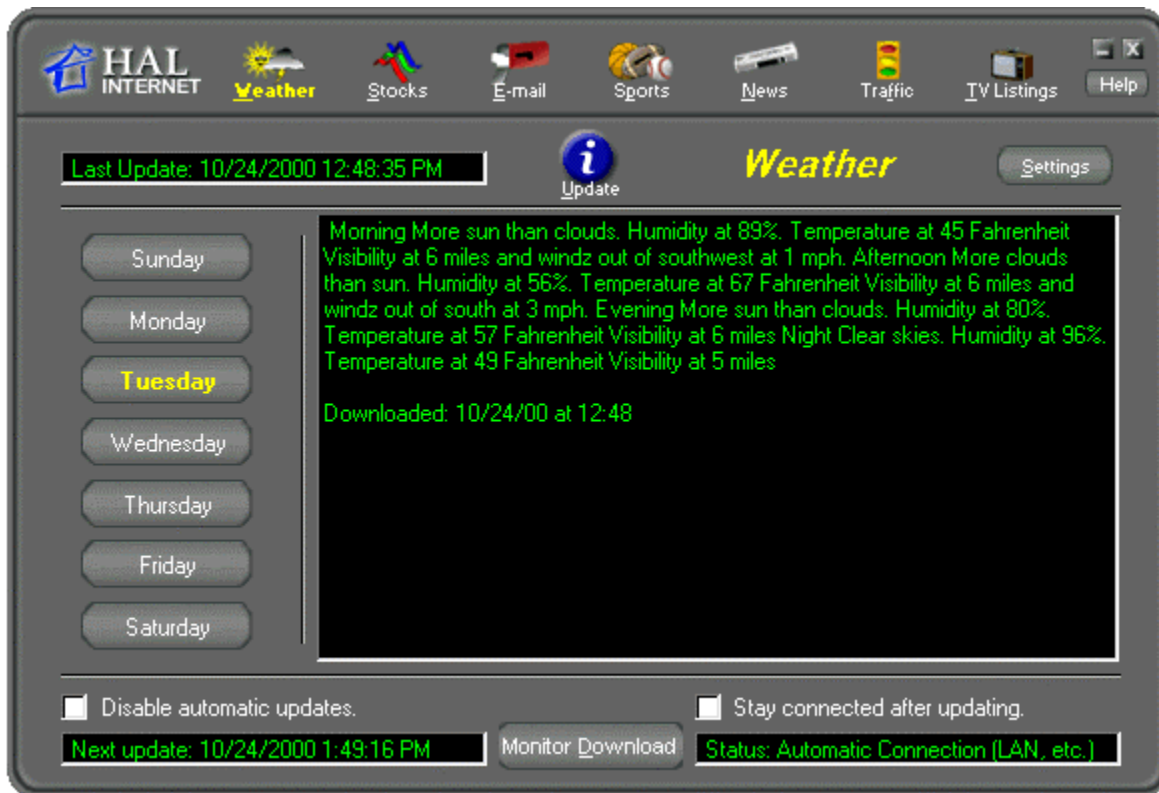 HAL
INTERNET
Weather
Stocks
E-mail
Sports
News
Traffic
TV Listings
X
Help
Last Update: 10/24/2000 12:48:35 PM
i
Update
Weather
Settings
Sunday
Monday
Tuesday
Wednesday
Thursday
Friday
Saturday
Morning More sun than clouds. Humidity at 89%. Temperature at 45 Fahrenheit
Visibility at 6 miles and windz out of southwest at 1 mph. Afternoon More clouds
than sun. Humidity at 56%. Temperature at 67 Fahrenheit Visibility at 6 miles and
windz out of south at 3 mph. Evening More sun than clouds. Humidity at 80%.
Temperature at 57 Fahrenheit Visibility at 6 miles Night Clear skies. Humidity at 96%.
Temperature at 49 Fahrenheit Visibility at 5 miles
Downloaded: 10/24/00 at 12:48
Disable automatic updates.
Stay connected after updating.
Next update: 10/24/2000 1:49:16 PM
Monitor Download
Status: Automatic Connection (LAN, etc.)